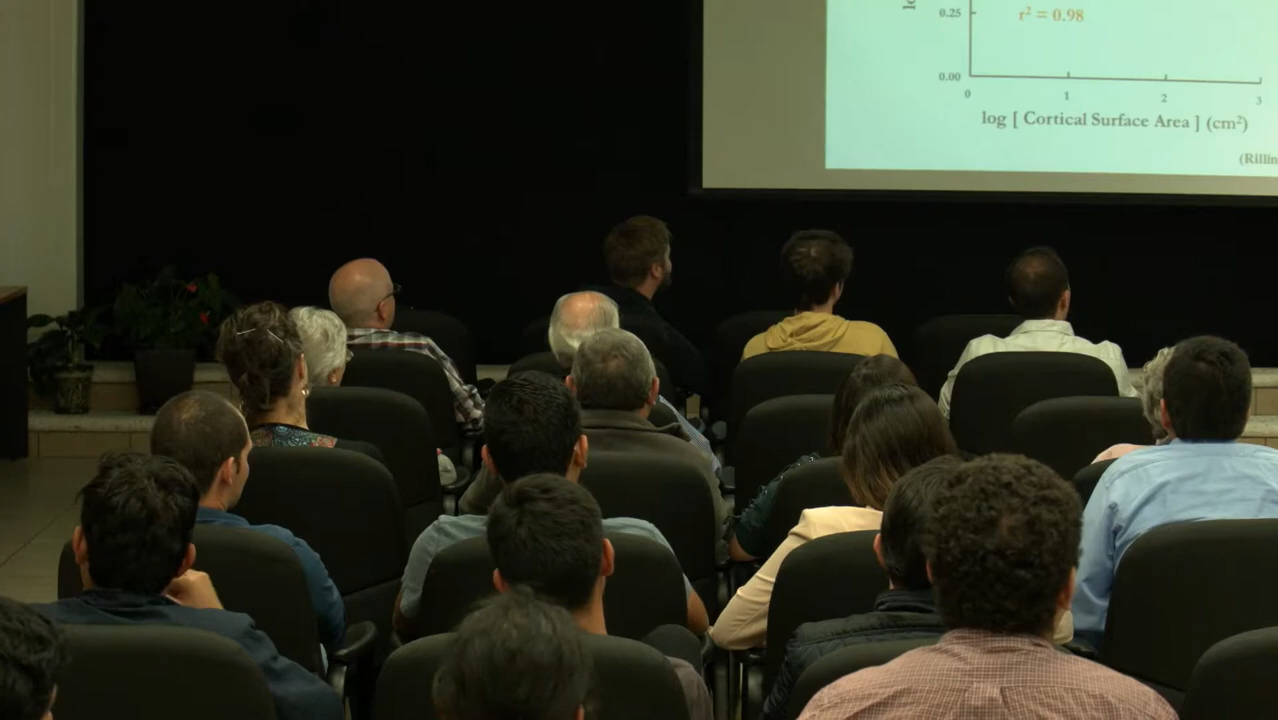 0.25
r² = 0.98
0.00
0 1 2 3
log [ Cortical Surface Area ] (cm²)
(Rillin